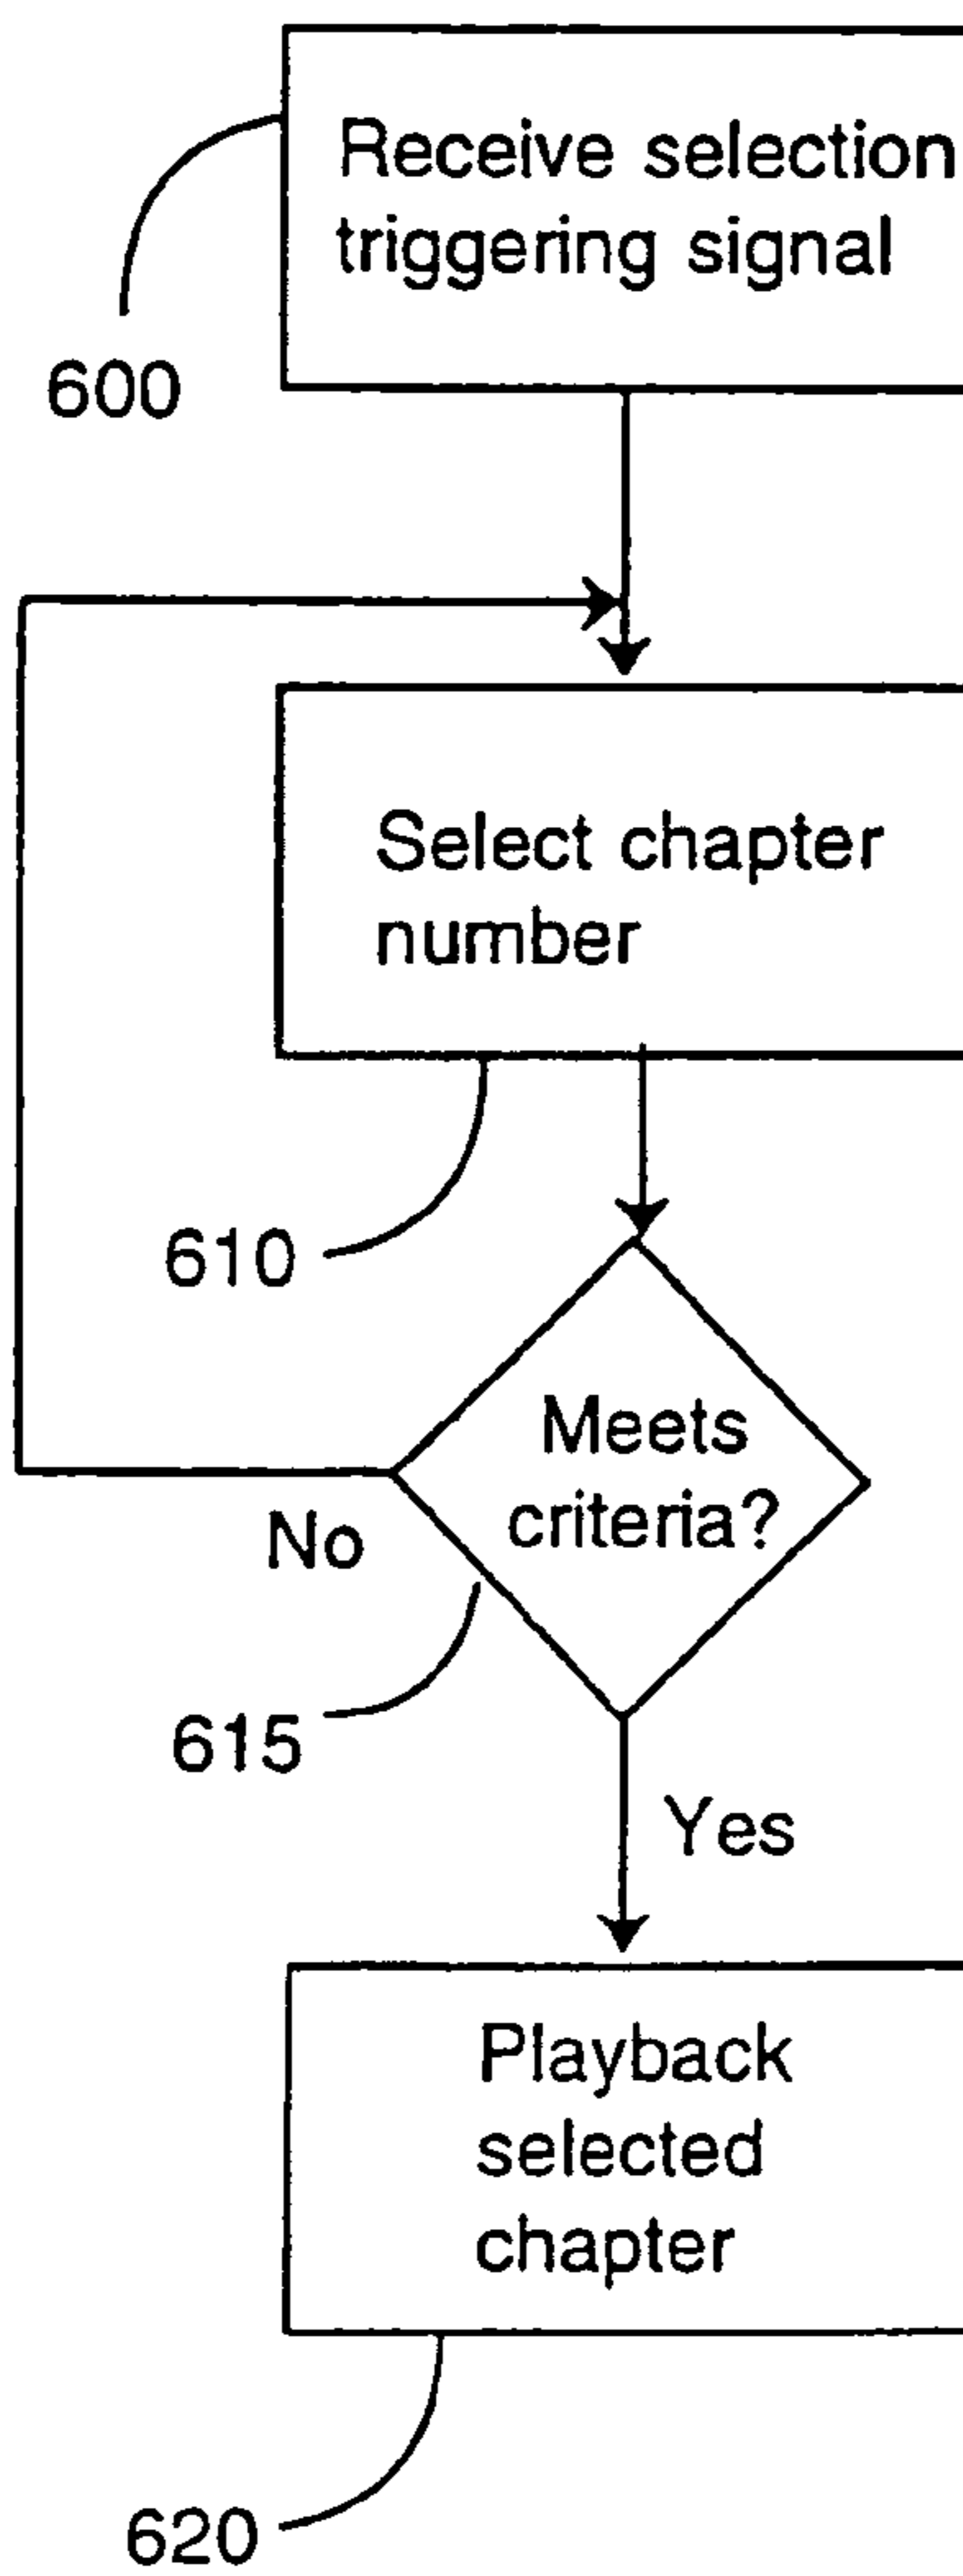 Receive selection
triggering signal
600
Select chapter
number
610
Meets
criteria?
No
615
Yes
Playback
selected
chapter
620